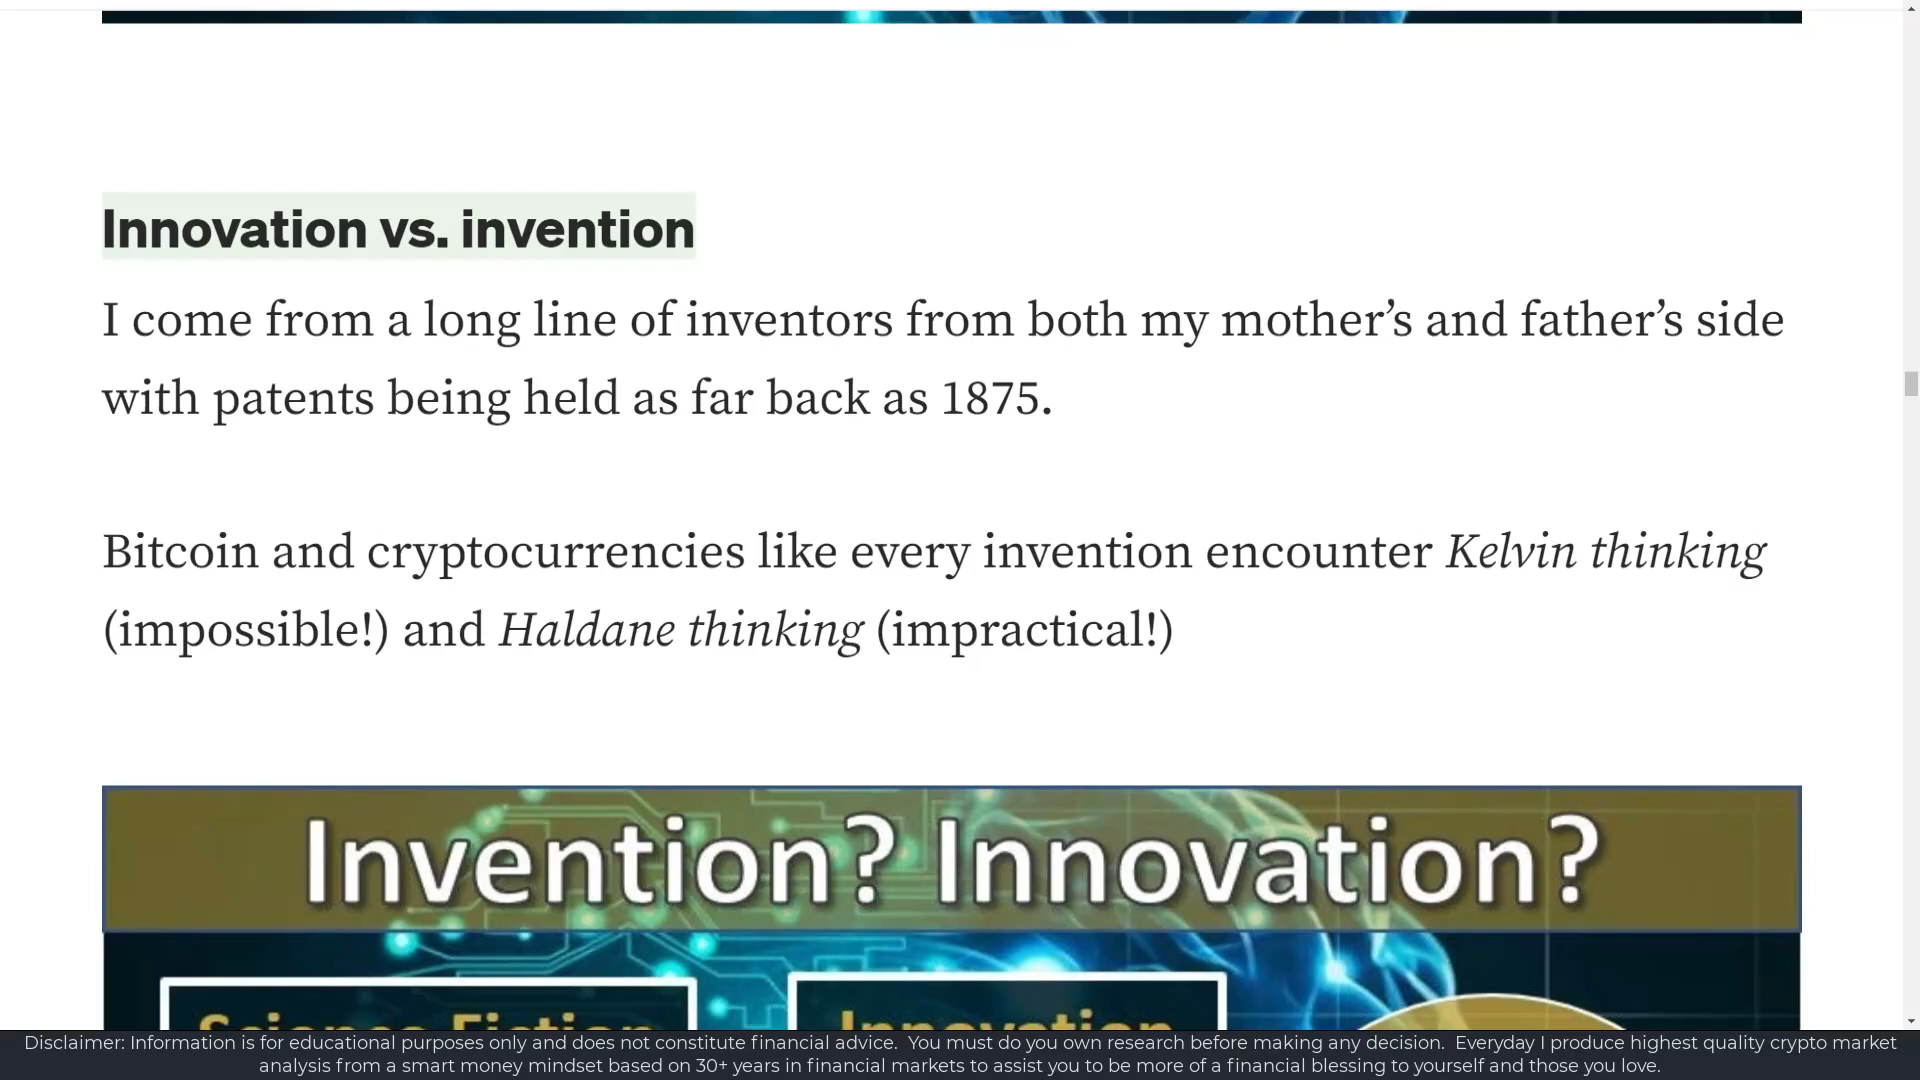 Innovation vs. invention
I come from a long line of inventors from both my mother’s and father’s side
with patents being held as far back as 1875.
Bitcoin and cryptocurrencies like every invention encounter Kelvin thinking
(impossible!) and Haldane thinking (impractical!)
Invention? Innovation?
Science Fiction
Innovation
Disclaimer: Information is for educational purposes only and does not constitute financial advice.  You must do you own research before making any decision.  Everyday I produce highest quality crypto market
analysis from a smart money mindset based on 30+ years in financial markets to assist you to be more of a financial blessing to yourself and those you love.